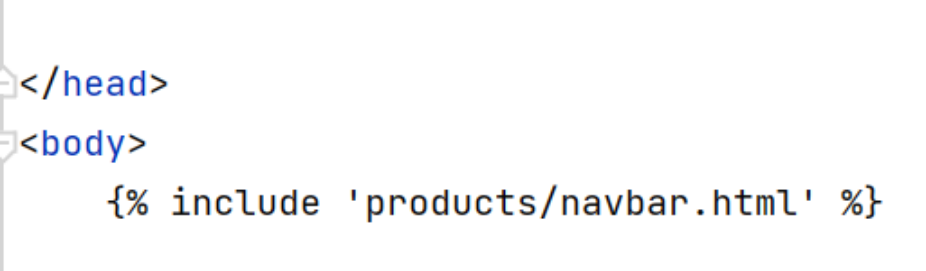 </head>
<body>
{% include 'products/navbar.html' %}